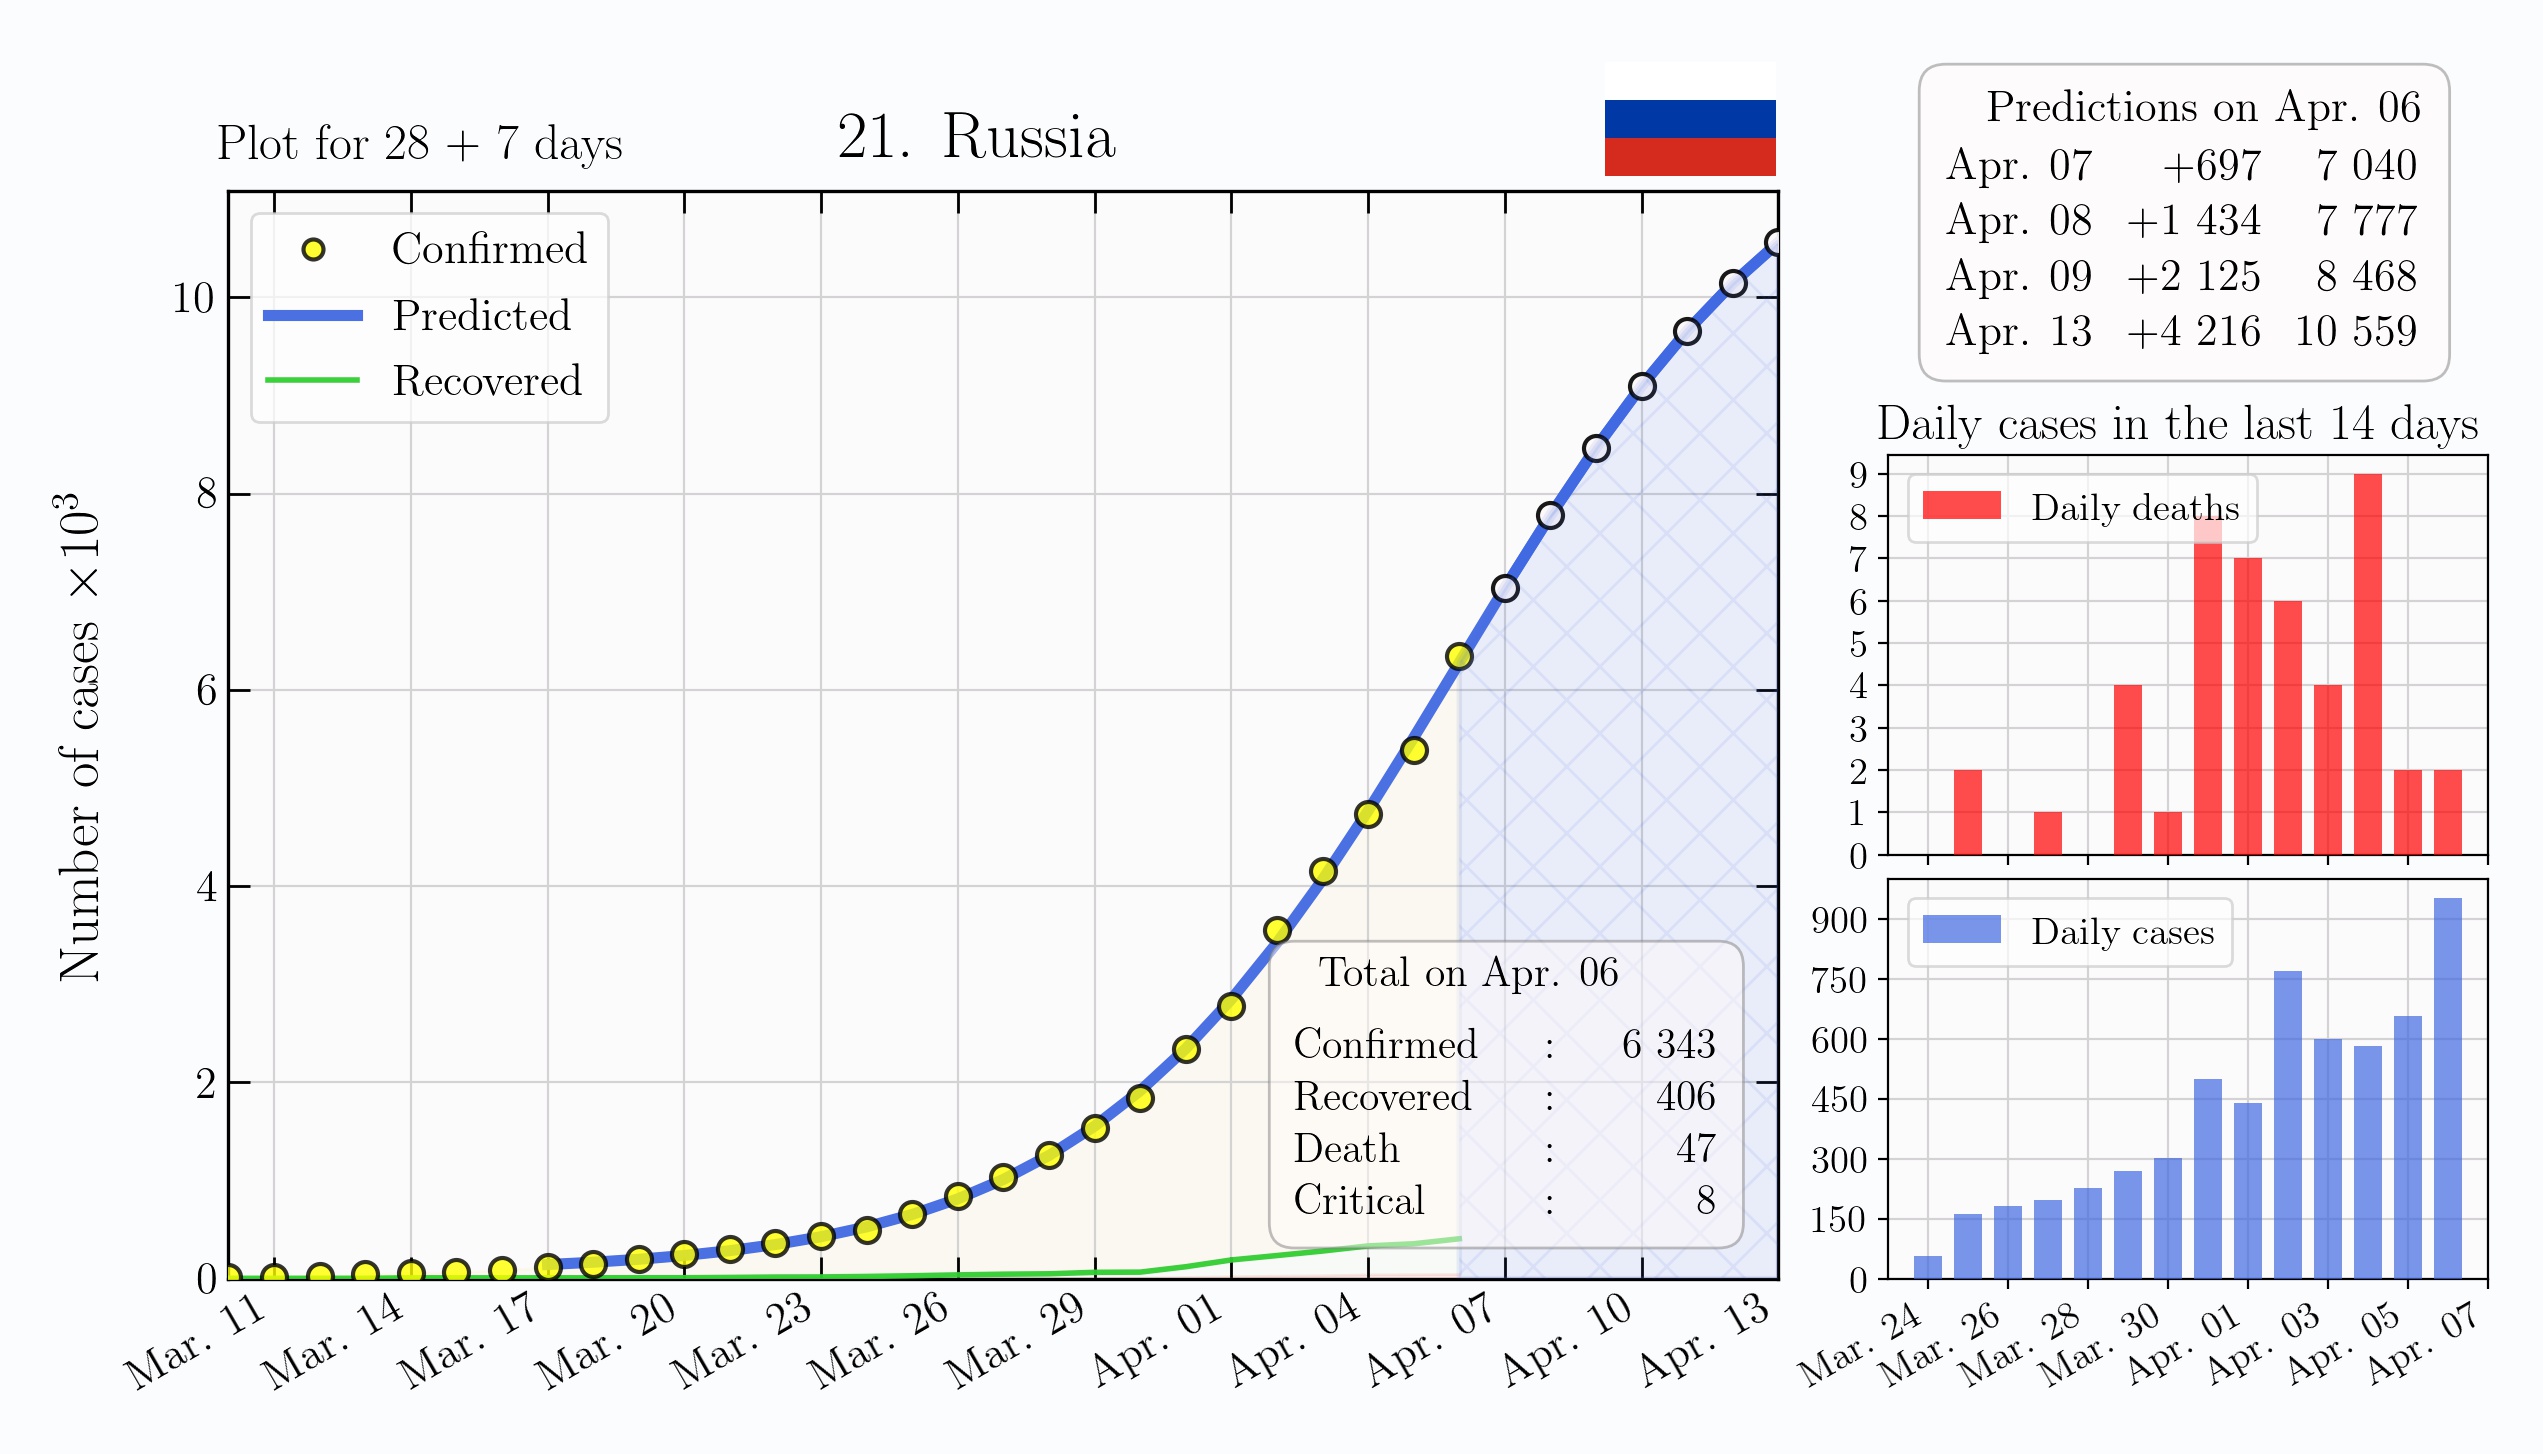 Plot for 28 + 7 days
21. Russia
Number of cases ×10³
10
8
6
4
2
0
Confirmed
Predicted
Recovered
Total on Apr. 06
Confirmed : 6 343
Recovered : 406
Death : 47
Critical : 8
Mar. 11 Mar. 14 Mar. 17 Mar. 20 Mar. 23 Mar. 26 Mar. 29 Apr. 01 Apr. 04 Apr. 07 Apr. 10 Apr. 13
Predictions on Apr. 06
Apr. 07 +697 7 040
Apr. 08 +1 434 7 777
Apr. 09 +2 125 8 468
Apr. 13 +4 216 10 559
Daily cases in the last 14 days
9
8
7
6
5
4
3
2
1
0
Daily deaths
900
750
600
450
300
150
0
Daily cases
Mar. 24 Mar. 26 Mar. 28 Mar. 30 Apr. 01 Apr. 03 Apr. 05 Apr. 07